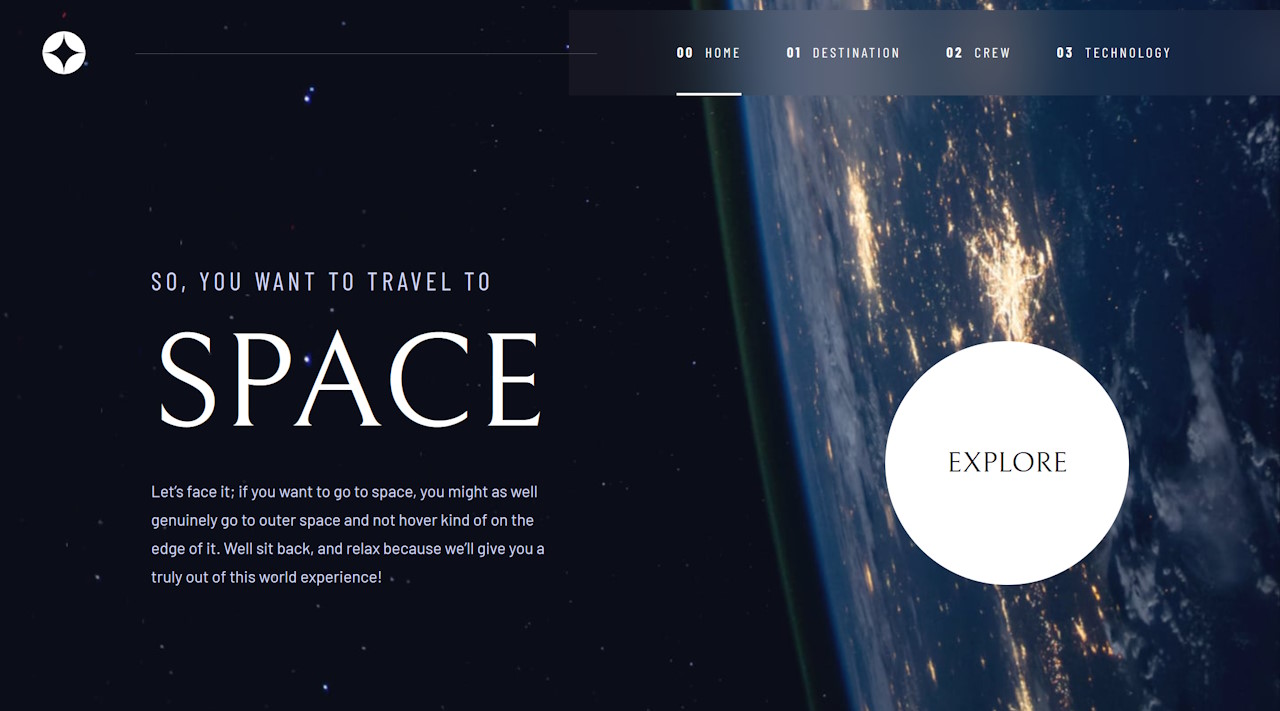 00 HOME 01 DESTINATION 02 CREW 03 TECHNOLOGY
SO, YOU WANT TO TRAVEL TO
SPACE
Let’s face it; if you want to go to space, you might as well
genuinely go to outer space and not hover kind of on the
edge of it. Well sit back, and relax because we’ll give you a
truly out of this world experience!
EXPLORE